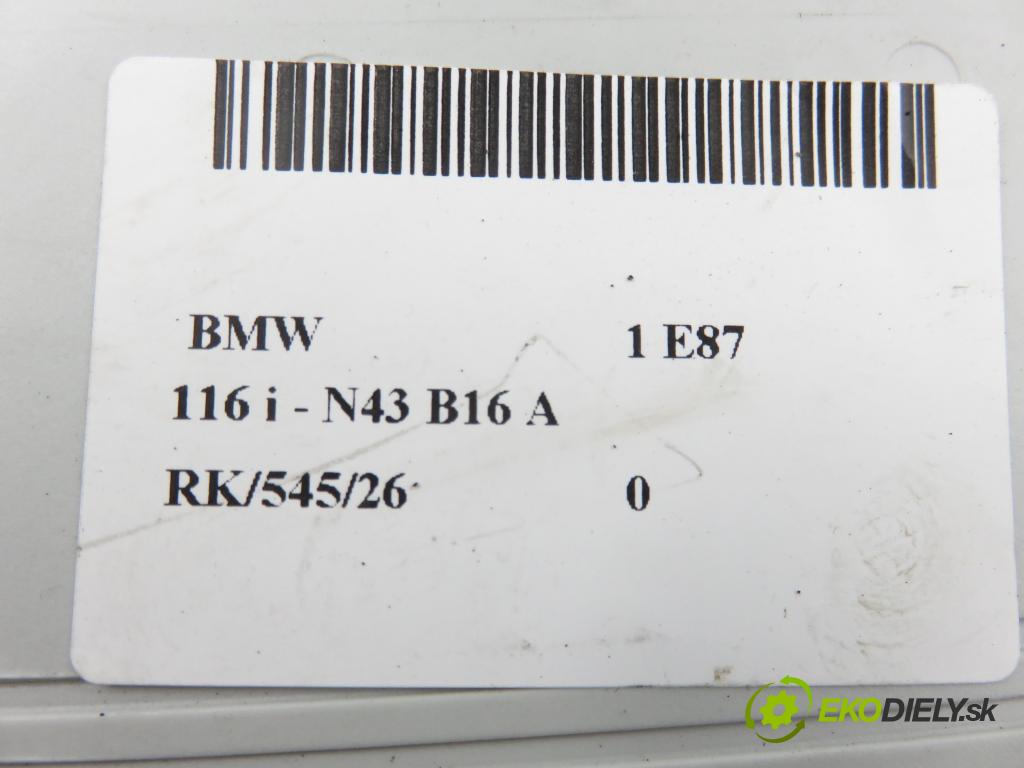 BMW 1 E87
116 i - N43 B16 A
RK/545/26 0
EKODIELY.sk